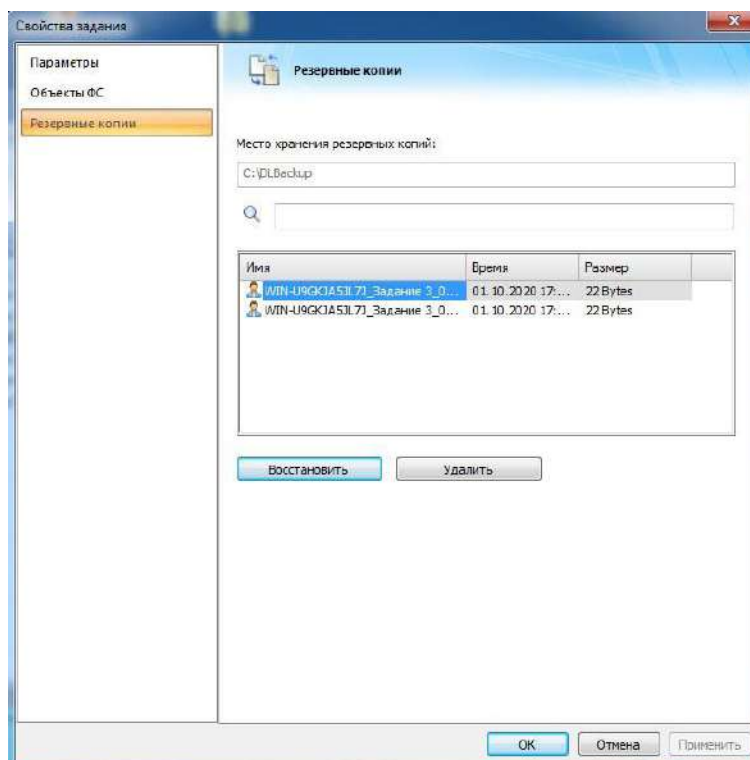 Свойства задания
Параметры
Объекты ФС
Резервные копии
Резервные копии
Место хранения резервных копий:
C:\DLBackup
Имя Время Размер
WIN-U9GKJA5JL7J_Задание 3_0... 01.10.2020 17:... 22 Bytes
WIN-U9GKJA5JL7J_Задание 3_0... 01.10.2020 17:... 22 Bytes
Восстановить Удалить
ОК Отмена Применить